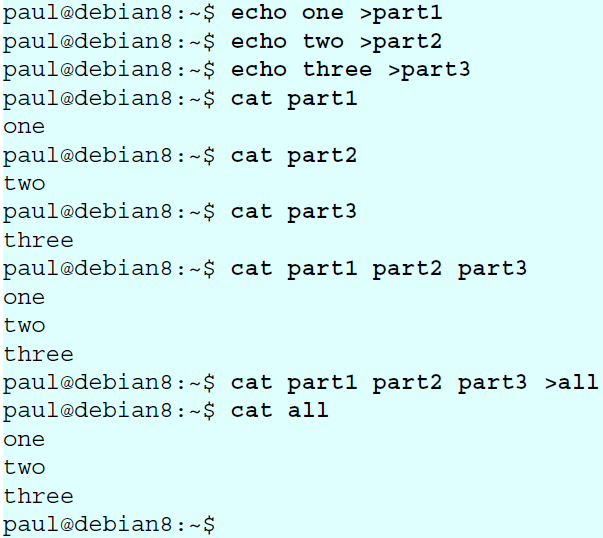 paul@debian8:~$ echo one >part1
paul@debian8:~$ echo two >part2
paul@debian8:~$ echo three >part3
paul@debian8:~$ cat part1
one
paul@debian8:~$ cat part2
two
paul@debian8:~$ cat part3
three
paul@debian8:~$ cat part1 part2 part3
one
two
three
paul@debian8:~$ cat part1 part2 part3 >all
paul@debian8:~$ cat all
one
two
three
paul@debian8:~$